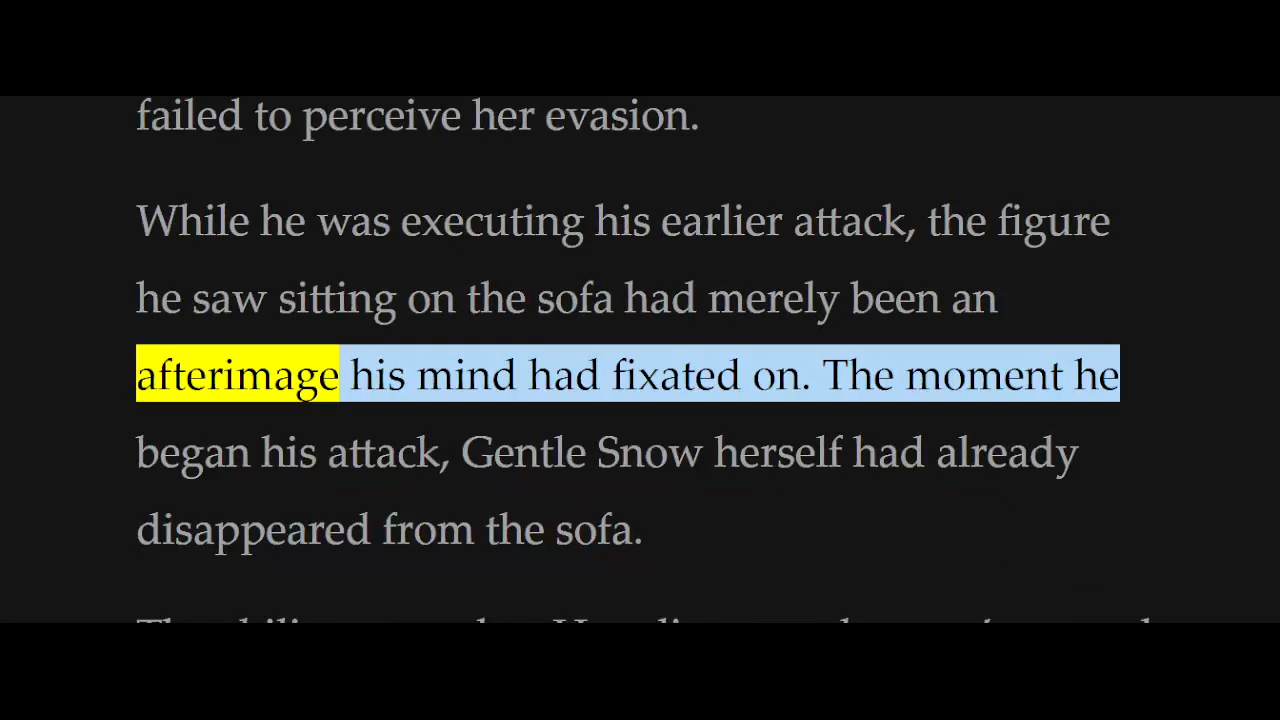 failed to perceive her evasion.
While he was executing his earlier attack, the figure
he saw sitting on the sofa had merely been an
afterimage his mind had fixated on. The moment he
began his attack, Gentle Snow herself had already
disappeared from the sofa.